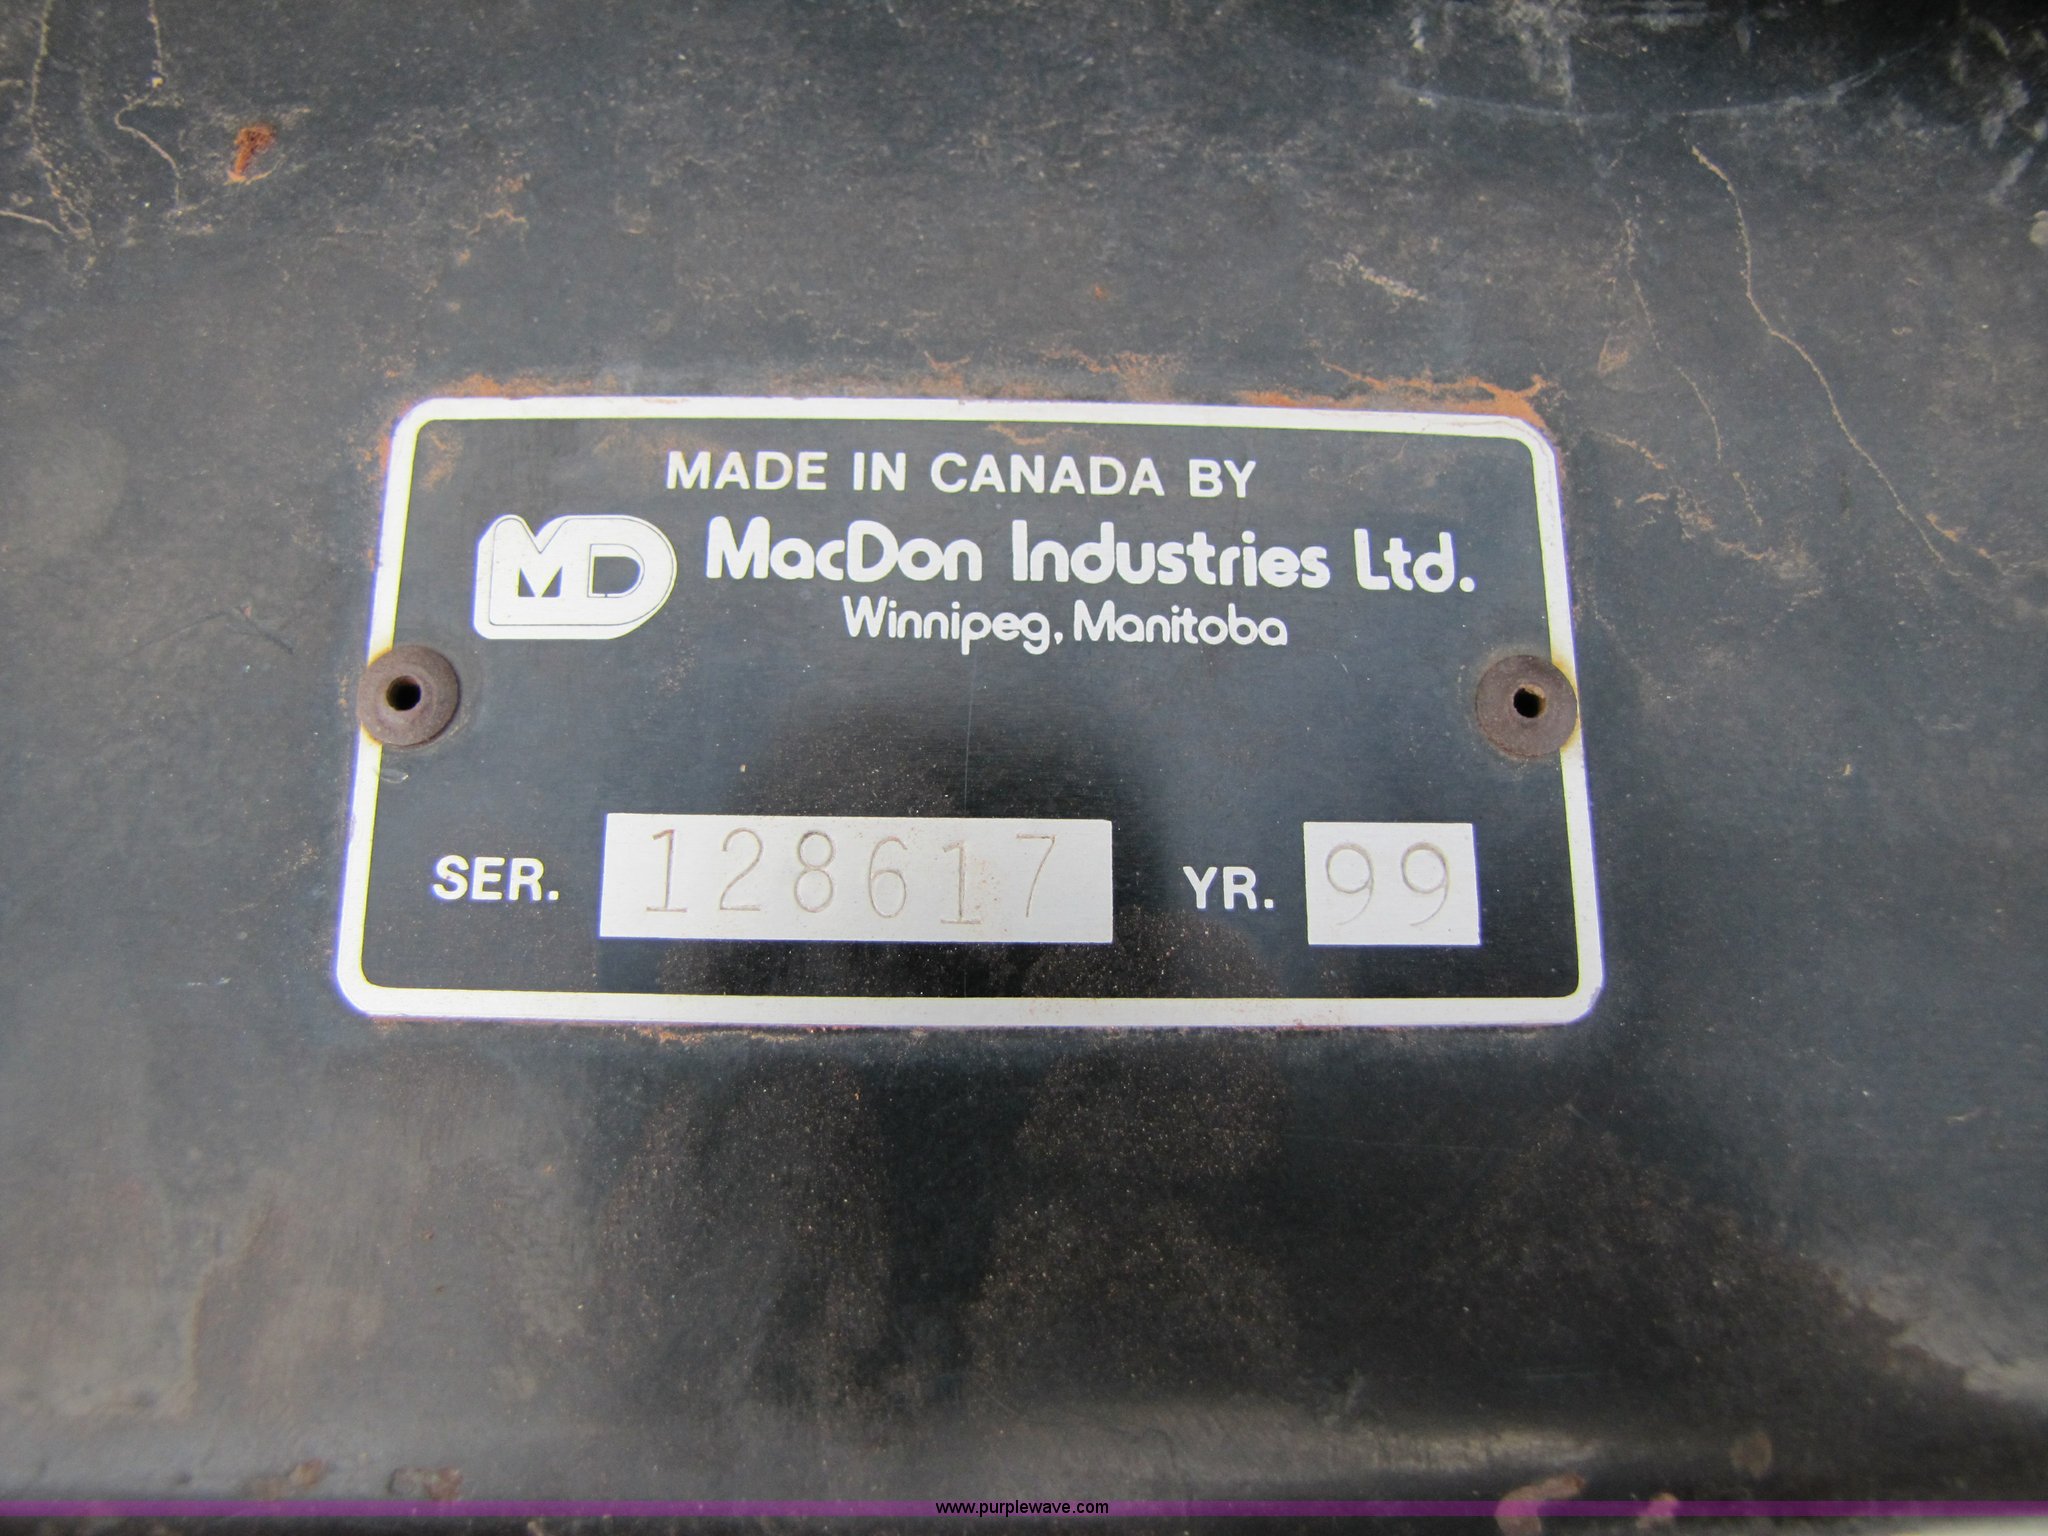 MADE IN CANADA BY
MD MacDon Industries Ltd.
Winnipeg, Manitoba
SER. 128617 YR. 99
www.purplewave.com